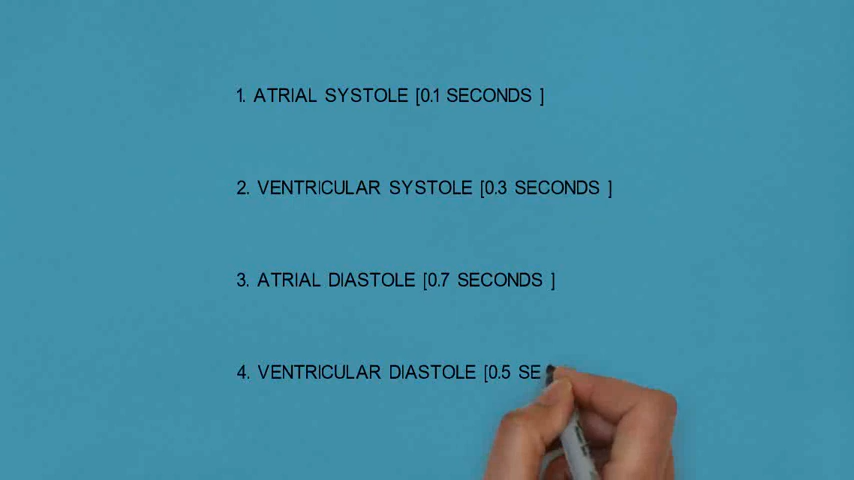 1. ATRIAL SYSTOLE [0.1 SECONDS ]
2. VENTRICULAR SYSTOLE [0.3 SECONDS ]
3. ATRIAL DIASTOLE [0.7 SECONDS ]
4. VENTRICULAR DIASTOLE [0.5 SE